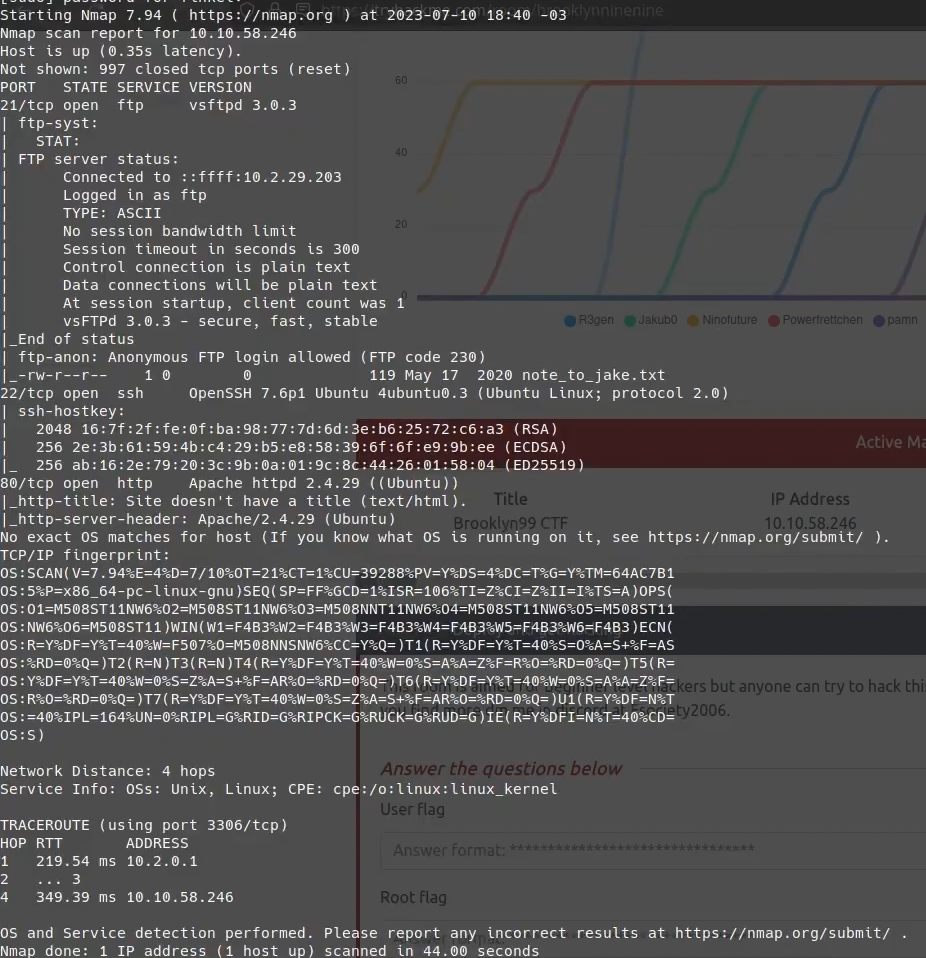 Starting Nmap 7.94 ( https://nmap.org ) at 2023-07-10 18:40 -03
Nmap scan report for 10.10.58.246
Host is up (0.35s latency).
Not shown: 997 closed tcp ports (reset)
PORT   STATE SERVICE VERSION
21/tcp open  ftp     vsftpd 3.0.3
| ftp-syst:
|   STAT:
| FTP server status:
|      Connected to ::ffff:10.2.29.203
|      Logged in as ftp
|      TYPE: ASCII
|      No session bandwidth limit
|      Session timeout in seconds is 300
|      Control connection is plain text
|      Data connections will be plain text
|      At session startup, client count was 1
|      vsFTPd 3.0.3 - secure, fast, stable
|_End of status
| ftp-anon: Anonymous FTP login allowed (FTP code 230)
|_-rw-r--r--    1 0        0             119 May 17  2020 note_to_jake.txt
22/tcp open  ssh     OpenSSH 7.6p1 Ubuntu 4ubuntu0.3 (Ubuntu Linux; protocol 2.0)
| ssh-hostkey:
|   2048 16:7f:2f:fe:0f:ba:98:77:7d:6d:3e:b6:25:72:c6:a3 (RSA)
|   256 2e:3b:61:59:4b:c4:29:b5:e8:58:39:6f:6f:e9:9b:ee (ECDSA)
|_  256 ab:16:2e:79:20:3c:9b:0a:01:9c:8c:44:26:01:58:04 (ED25519)
80/tcp open  http    Apache httpd 2.4.29 ((Ubuntu))
|_http-title: Site doesn't have a title (text/html).
|_http-server-header: Apache/2.4.29 (Ubuntu)
No exact OS matches for host (If you know what OS is running on it, see https://nmap.org/submit/ ).
TCP/IP fingerprint:
OS:SCAN(V=7.94%E=4%D=7/10%OT=21%CT=1%CU=39288%PV=Y%DS=4%DC=T%G=Y%TM=64AC7B1
OS:5%P=x86_64-pc-linux-gnu)SEQ(SP=FF%GCD=1%ISR=106%TI=Z%CI=Z%II=I%TS=A)OPS(
OS:O1=M508ST11NW6%O2=M508ST11NW6%O3=M508NNT11NW6%O4=M508ST11NW6%O5=M508ST11
OS:NW6%O6=M508ST11)WIN(W1=F4B3%W2=F4B3%W3=F4B3%W4=F4B3%W5=F4B3%W6=F4B3)ECN(
OS:R=Y%DF=Y%T=40%W=F507%O=M508NNSNW6%CC=Y%Q=)T1(R=Y%DF=Y%T=40%S=O%A=S+%F=AS
OS:%RD=0%Q=)T2(R=N)T3(R=N)T4(R=Y%DF=Y%T=40%W=0%S=A%A=Z%F=R%O=%RD=0%Q=)T5(R=
OS:Y%DF=Y%T=40%W=0%S=Z%A=S+%F=AR%O=%RD=0%Q=)T6(R=Y%DF=Y%T=40%W=0%S=A%A=Z%F=
OS:R%O=%RD=0%Q=)T7(R=Y%DF=Y%T=40%W=0%S=Z%A=S+%F=AR%O=%RD=0%Q=)U1(R=Y%DF=N%T
OS:=40%IPL=164%UN=0%RIPL=G%RID=G%RIPCK=G%RUCK=G%RUD=G)IE(R=Y%DFI=N%T=40%CD=
OS:S)
Network Distance: 4 hops
Service Info: OSs: Unix, Linux; CPE: cpe:/o:linux:linux_kernel
TRACEROUTE (using port 3306/tcp)
HOP RTT       ADDRESS
1   219.54 ms 10.2.0.1
2   ... 3
4   349.39 ms 10.10.58.246
OS and Service detection performed. Please report any incorrect results at https://nmap.org/submit/ .
Nmap done: 1 IP address (1 host up) scanned in 44.00 seconds
60
40
20
0
R3gen Jakub0 Ninofuture Powerfrettchen pamn
Active Ma
Title IP Address
Brooklyn99 CTF 10.10.58.246
This room is aimed for beginner level hackers but anyone can try to hack this
you find more dm me in discord at Fsociety2006.
Answer the questions below
User flag
Answer format: ********************************
Root flag